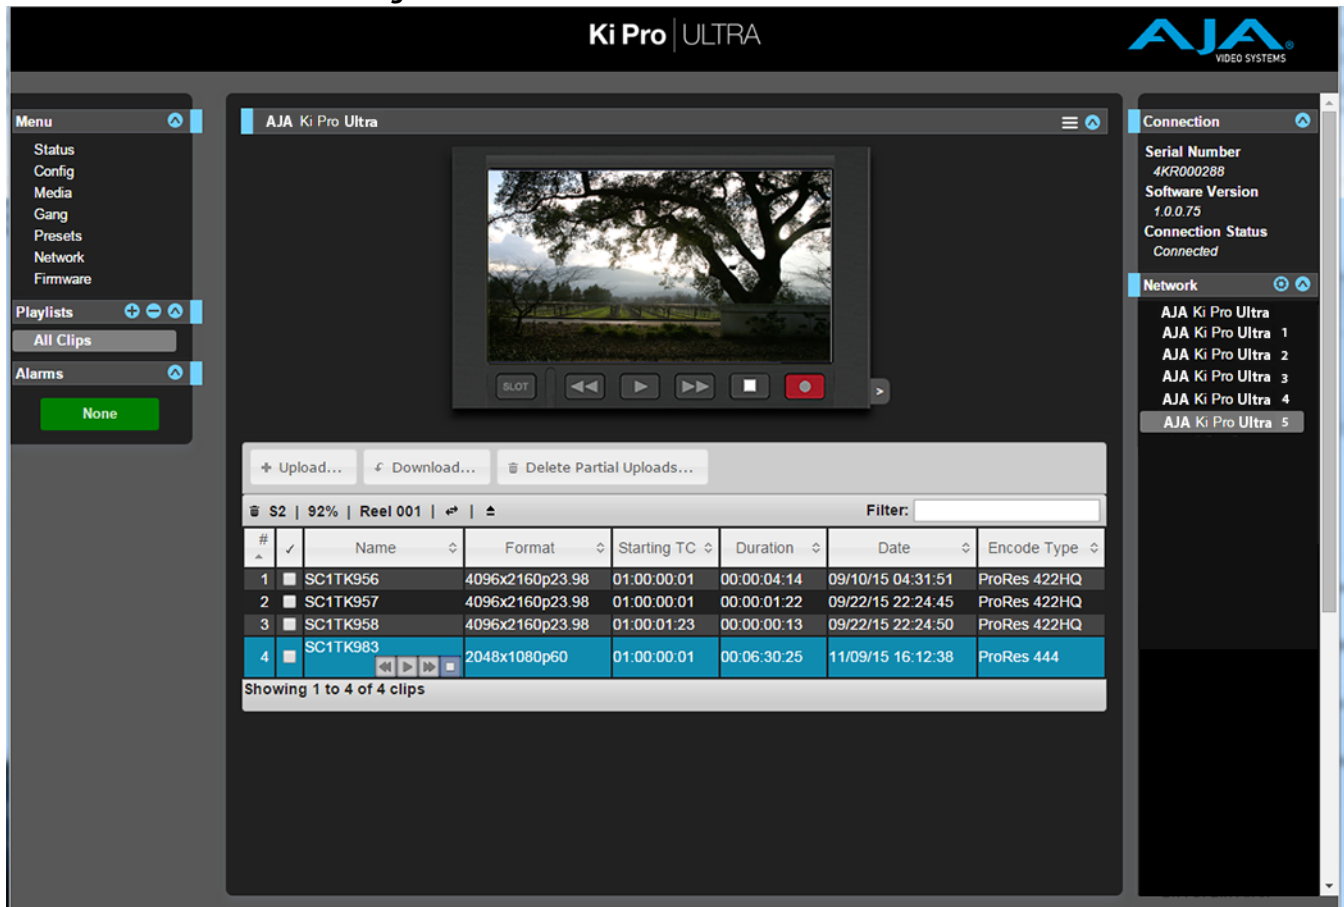 Ki Pro ULTRA
AJA
VIDEO SYSTEMS
Menu
Status
Config
Media
Gang
Presets
Network
Firmware
Playlists
All Clips
Alarms
None
AJA Ki Pro Ultra
SLOT
>
+ Upload...
Download...
Delete Partial Uploads...
S2 | 92% | Reel 001 | |
Filter:
# ✓ Name Format Starting TC Duration Date Encode Type
1 SC1TK956 4096x2160p23.98 01:00:00:01 00:00:04:14 09/10/15 04:31:51 ProRes 422HQ
2 SC1TK957 4096x2160p23.98 01:00:00:01 00:00:01:22 09/22/15 22:24:45 ProRes 422HQ
3 SC1TK958 4096x2160p23.98 01:00:01:23 00:00:00:13 09/22/15 22:24:50 ProRes 422HQ
4 SC1TK983 2048x1080p60 01:00:00:01 00:06:30:25 11/09/15 16:12:38 ProRes 444
Showing 1 to 4 of 4 clips
Connection
Serial Number
4KR000288
Software Version
1.0.0.75
Connection Status
Connected
Network
AJA Ki Pro Ultra
AJA Ki Pro Ultra 1
AJA Ki Pro Ultra 2
AJA Ki Pro Ultra 3
AJA Ki Pro Ultra 4
AJA Ki Pro Ultra 5